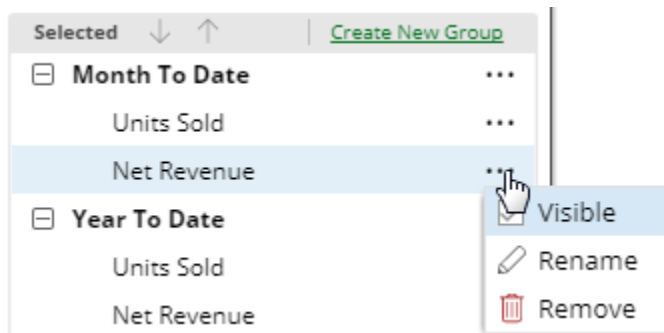 Selected Create New Group
Month To Date
Units Sold
Net Revenue
Year To Date
Visible
Units Sold
Rename
Net Revenue
Remove